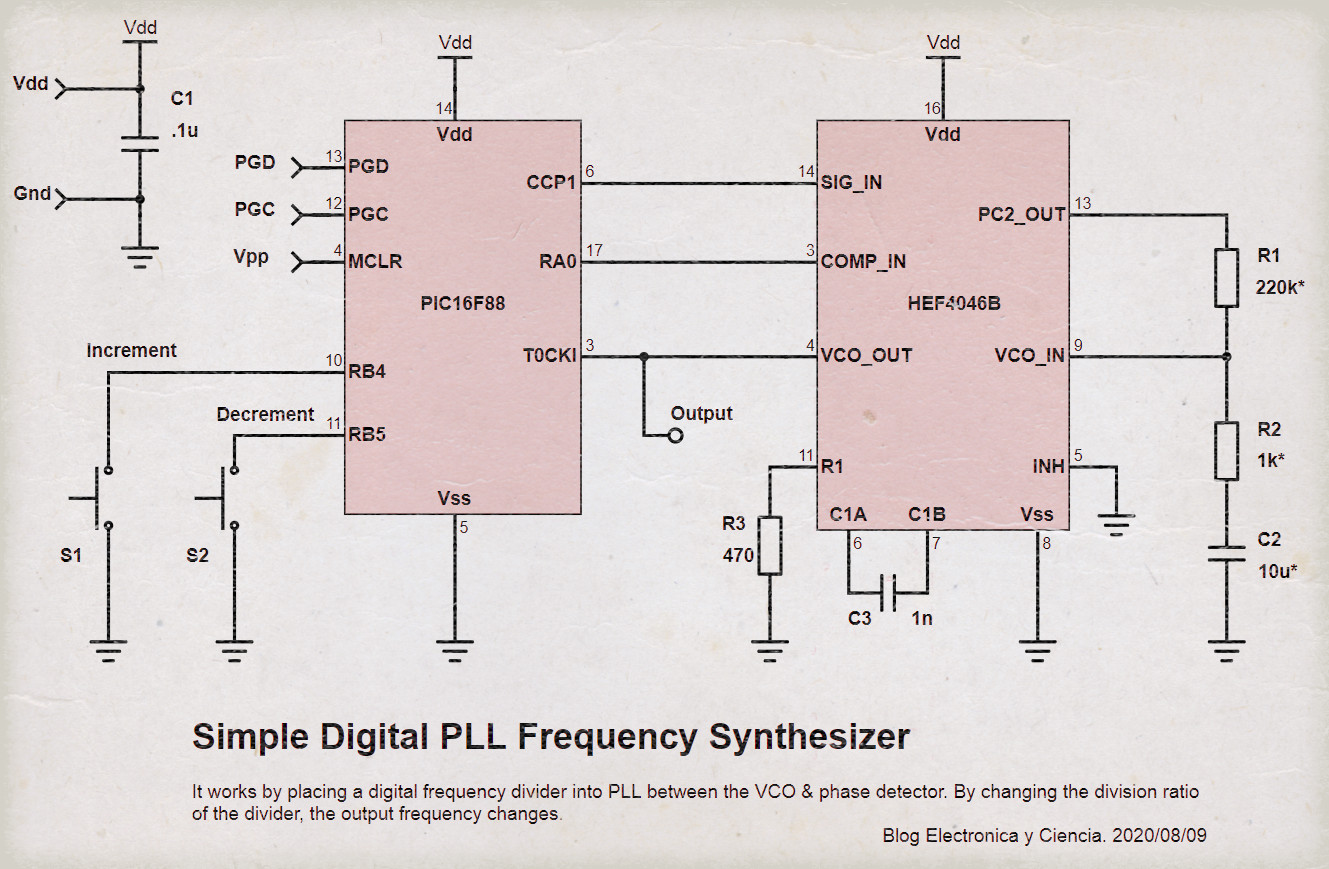 Vdd
Vdd
C1
.1u
Gnd
Vdd
14
Vdd
PGD
13
PGD
PGC
12
PGC
Vpp
4
MCLR
PIC16F88
Increment
10
RB4
Decrement
11
RB5
Vss
5
S1
S2
CCP1
6
RA0
17
T0CKI
3
Output
Vdd
16
Vdd
14
SIG_IN
3
COMP_IN
HEF4046B
4
VCO_OUT
11
R1
R3
470
C1A
6
C1B
7
C3
1n
Vss
8
PC2_OUT
13
VCO_IN
9
INH
5
R1
220k*
R2
1k*
C2
10u*
Simple Digital PLL Frequency Synthesizer
It works by placing a digital frequency divider into PLL between the VCO & phase detector. By changing the division ratio
of the divider, the output frequency changes.
Blog Electronica y Ciencia. 2020/08/09